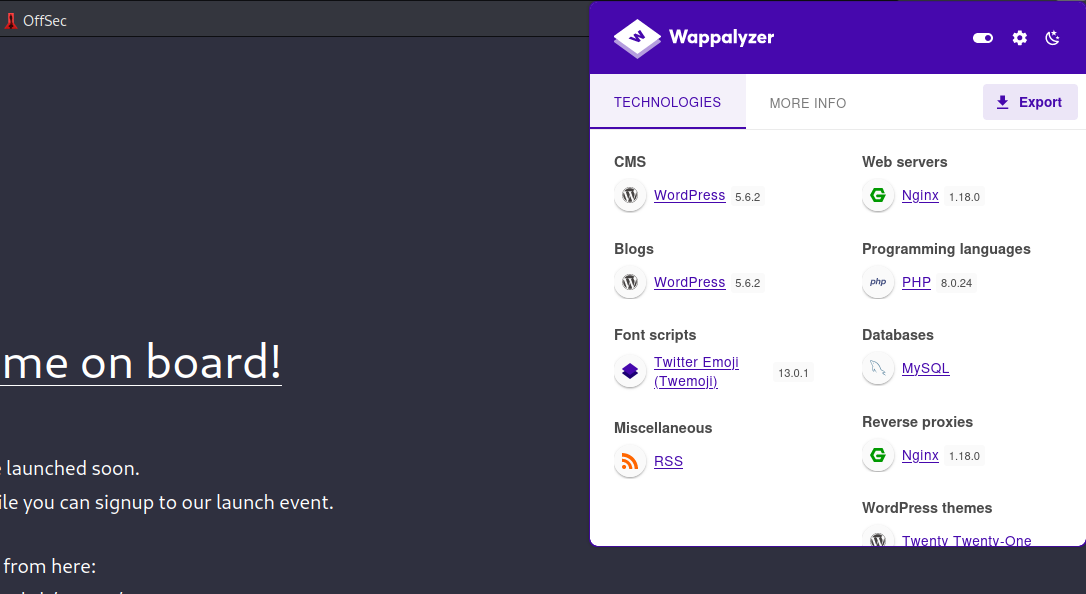 OffSec
Wappalyzer
TECHNOLOGIES
MORE INFO
Export
CMS
WordPress 5.6.2
Blogs
WordPress 5.6.2
Font scripts
Twitter Emoji
(Twemoji) 13.0.1
Miscellaneous
RSS
Web servers
Nginx 1.18.0
Programming languages
php PHP 8.0.24
Databases
MySQL
Reverse proxies
Nginx 1.18.0
WordPress themes
Twenty Twenty-One
me on board!
launched soon.
ile you can signup to our launch event.
from here: